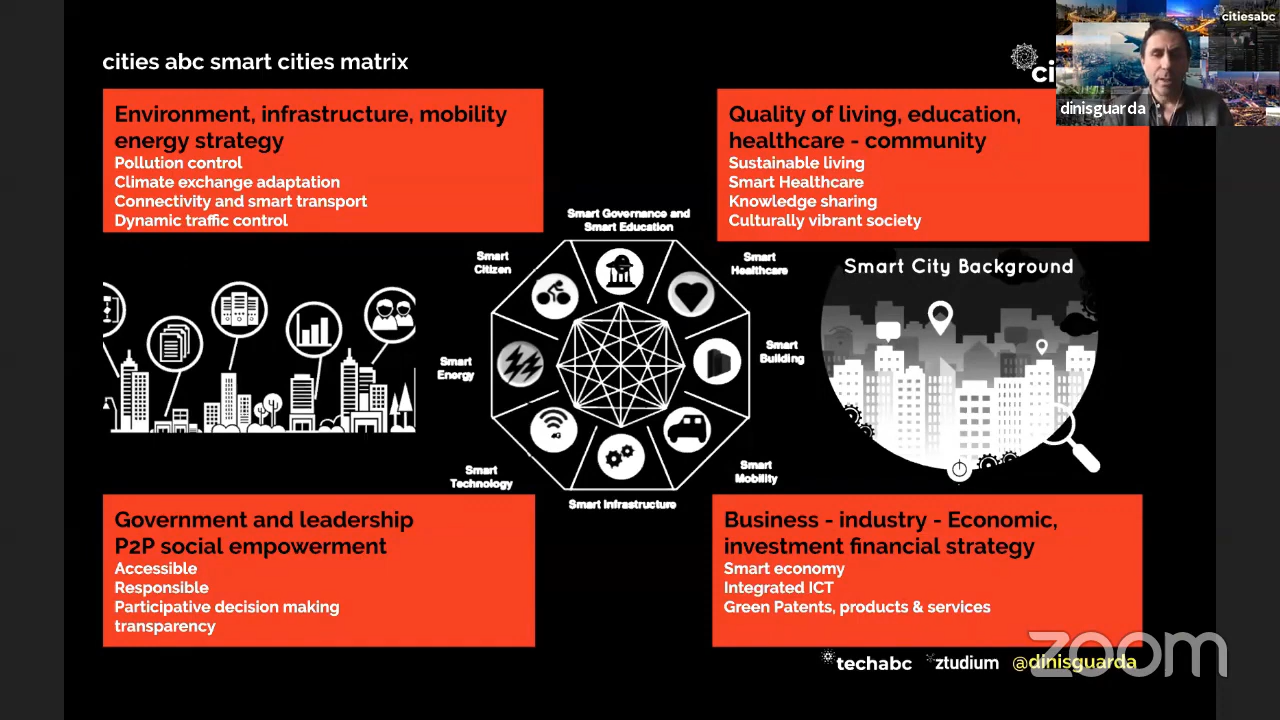 cities abc smart cities matrix
ci
citiesabc
dinisguarda
Environment, infrastructure, mobility
energy strategy
Pollution control
Climate exchange adaptation
Connectivity and smart transport
Dynamic traffic control
Quality of living, education,
healthcare - community
Sustainable living
Smart Healthcare
Knowledge sharing
Culturally vibrant society
Smart Governance and
Smart Education
Smart
Citizen
Smart
Healthcare
Smart
Energy
Smart
Building
4G
Smart
Technology
Smart
Mobility
Smart Infrastructure
Smart City Background
Government and leadership
P2P social empowerment
Accessible
Responsible
Participative decision making
transparency
Business - industry - Economic,
investment financial strategy
Smart economy
Integrated ICT
Green Patents, products & services
techabc
ztudium
@dinisguarda
zoom